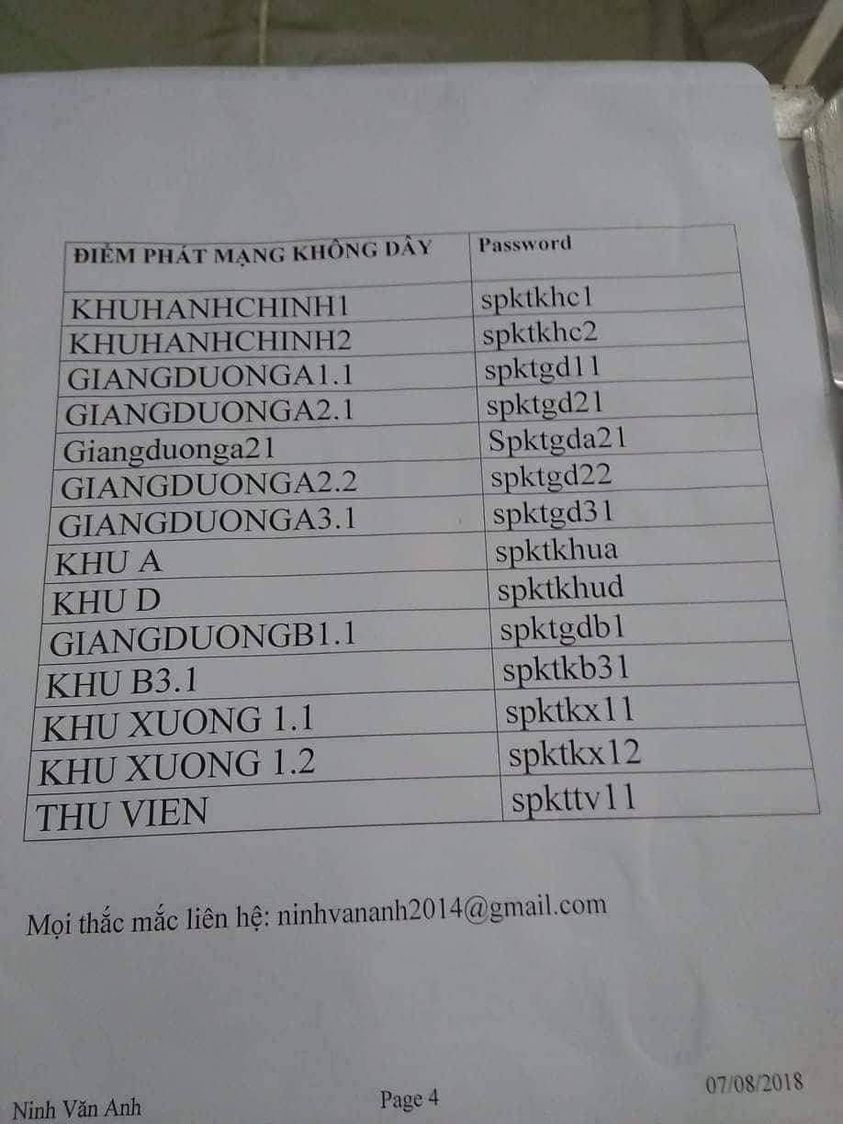 ĐIỂM PHÁT MẠNG KHÔNG DÂY Password
KHUHANHCHINH1 spktkhc1
KHUHANHCHINH2 spktkhc2
GIANGDUONGA1.1 spktgd11
GIANGDUONGA2.1 spktgd21
Giangduonga21 Spktgda21
GIANGDUONGA2.2 spktgd22
GIANGDUONGA3.1 spktgd31
KHU A spktkhua
KHU D spktkhud
GIANGDUONGB1.1 spktgdb1
KHU B3.1 spktkb31
KHU XUONG 1.1 spktkx11
KHU XUONG 1.2 spktkx12
THU VIEN spkttv11
Mọi thắc mắc liên hệ: ninhvananh2014@gmail.com
Ninh Văn Anh Page 4 07/08/2018